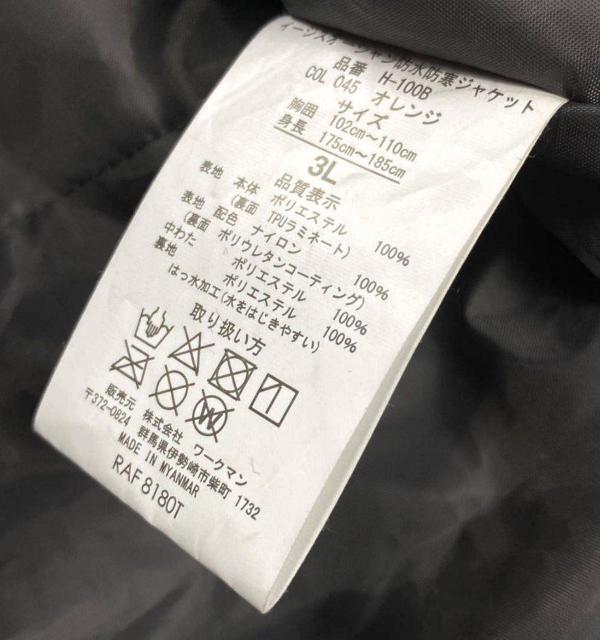 イージスオーシャン防水防寒ジャケット
品番 H-100B
COL 045 オレンジ
サイズ
胸囲 102cm～110cm
身長 175cm～185cm
3L
品質表示
表地 本体 ポリエステル 100%
(裏面 TPUラミネート)
表地 配色 ナイロン 100%
(裏面 ポリウレタンコーティング)
中わた ポリエステル 100%
裏地 ポリエステル 100%
はっ水加工(水をはじきやすい)
取り扱い方
販売元 株式会社 ワークマン
〒372-0824 群馬県伊勢崎市柴町 1732
MADE IN MYANMAR
RAF8180T